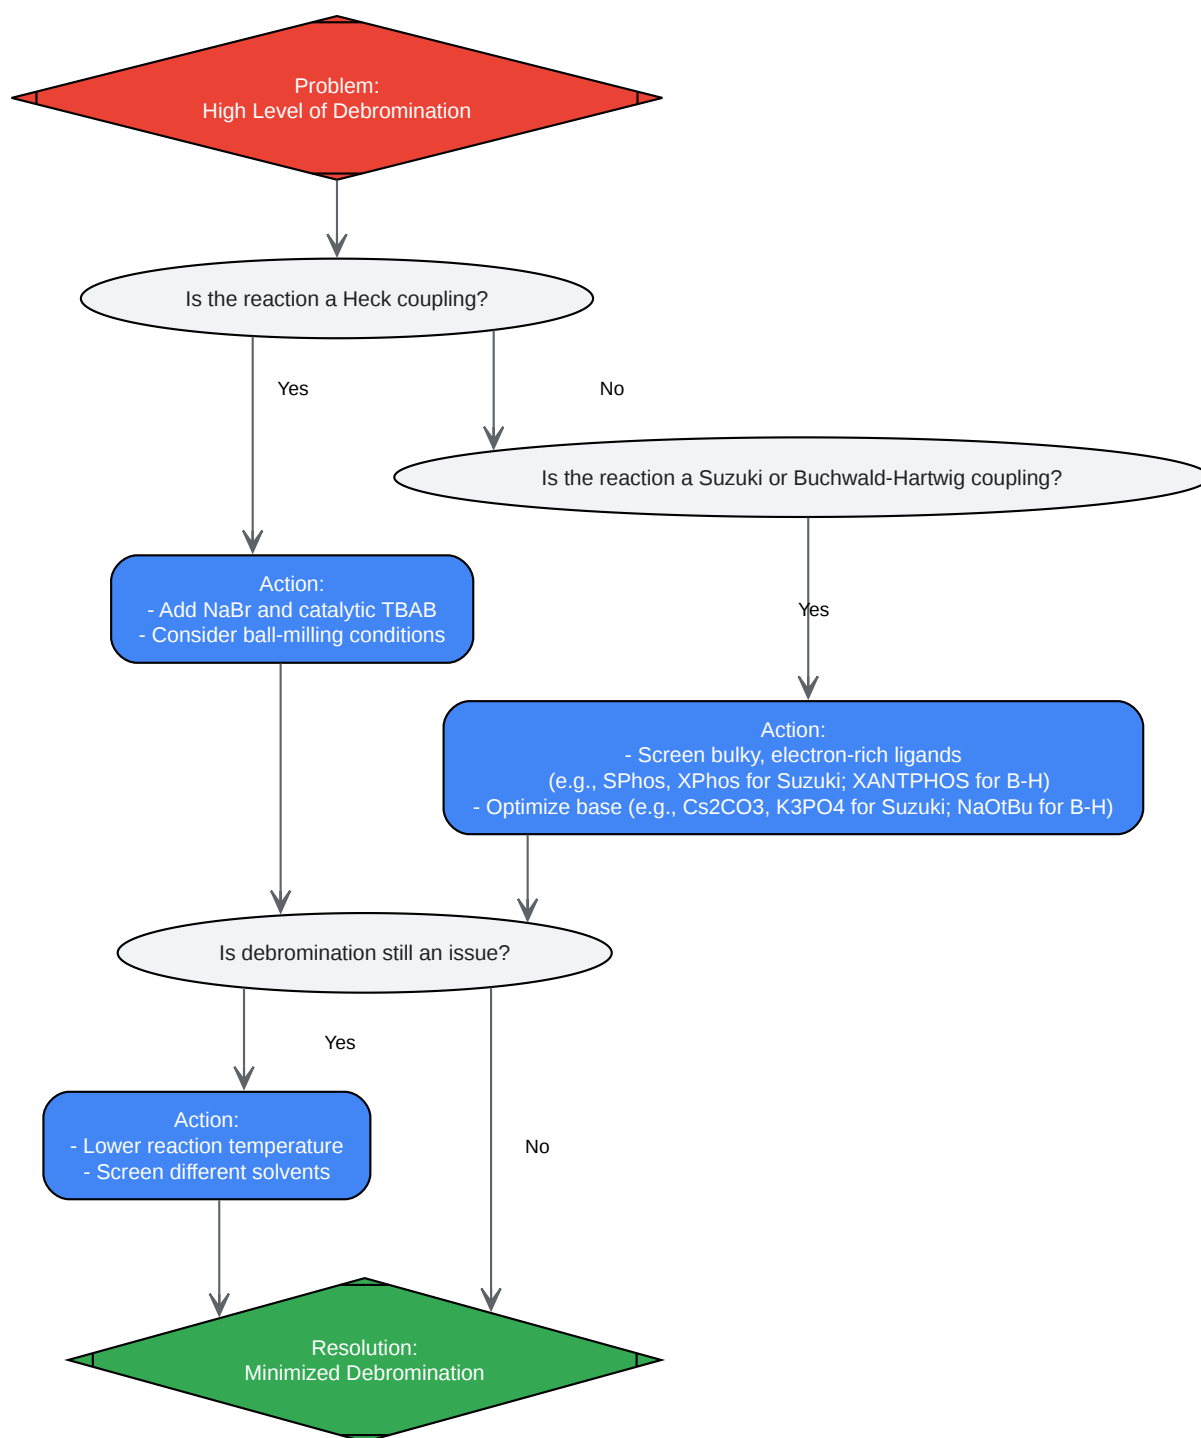 Problem:
High Level of Debromination
Is the reaction a Heck coupling?
Yes
No
Is the reaction a Suzuki or Buchwald-Hartwig coupling?
Action:
- Add NaBr and catalytic TBAB
- Consider ball-milling conditions
Yes
Action:
- Screen bulky, electron-rich ligands
(e.g., SPhos, XPhos for Suzuki; XANTPHOS for B-H)
- Optimize base (e.g., Cs2CO3, K3PO4 for Suzuki; NaOtBu for B-H)
Is debromination still an issue?
Yes
Action:
- Lower reaction temperature
- Screen different solvents
No
Resolution:
Minimized Debromination